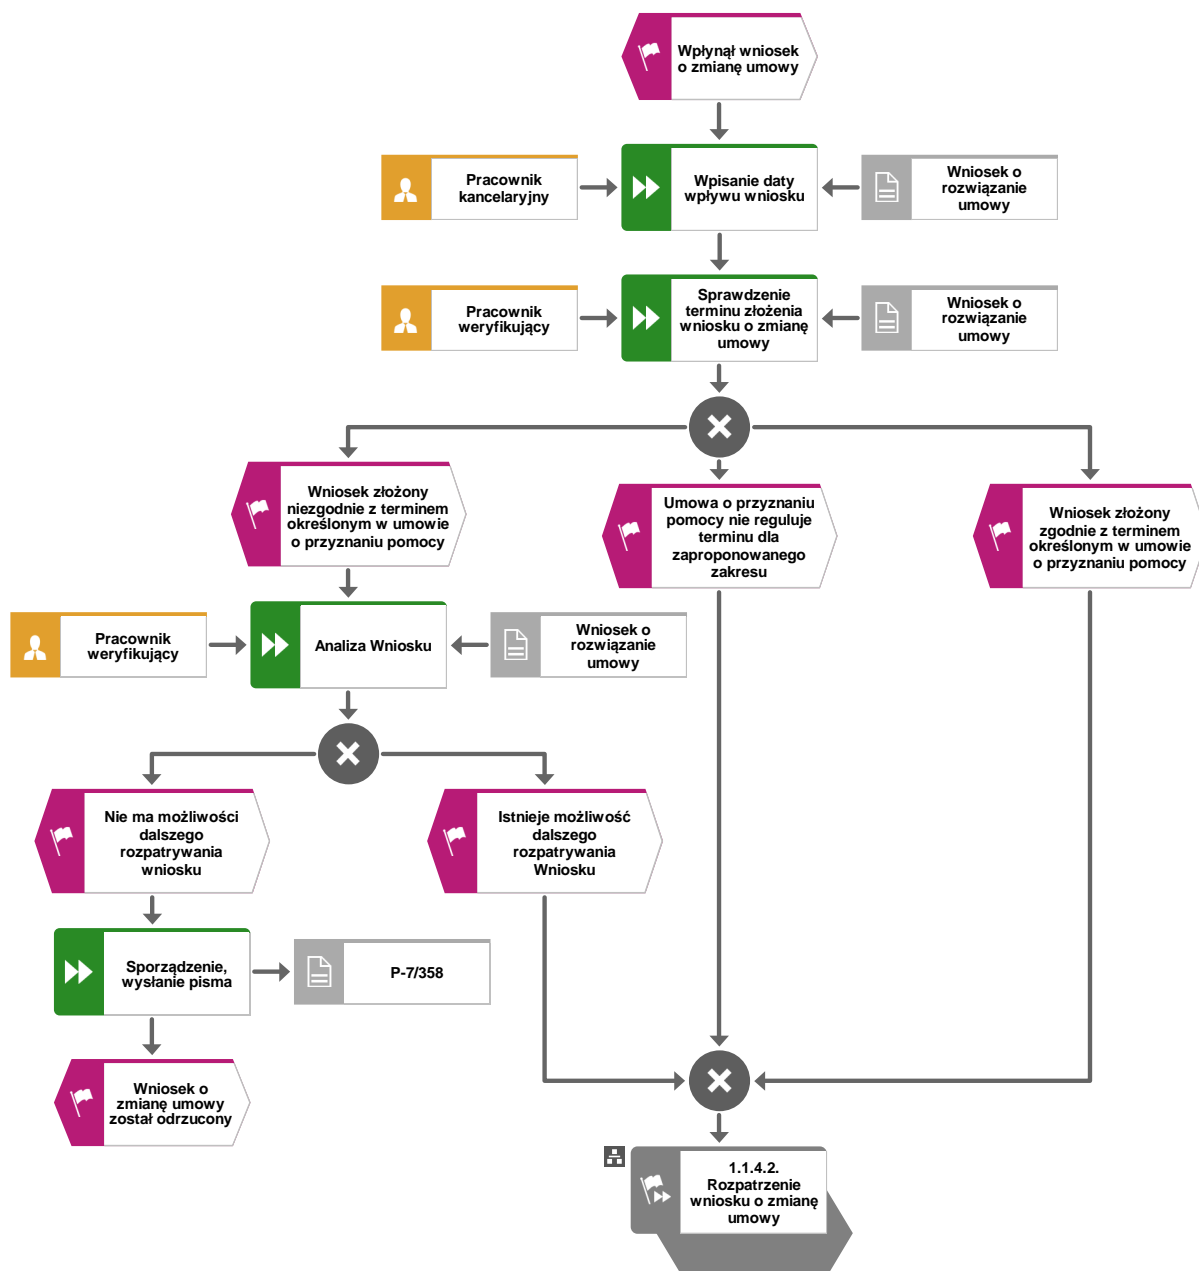 Wpłynął wniosek
o zmianę umowy
Pracownik
kancelaryjny
Wpisanie daty
wpływu wniosku
Wniosek o
rozwiązanie
umowy
Pracownik
weryfikujący
Sprawdzenie
terminu złożenia
wniosku o zmianę
umowy
Wniosek o
rozwiązanie
umowy
Wniosek złożony
niezgodnie z terminem
określonym w umowie
o przyznaniu pomocy
Umowa o przyznaniu
pomocy nie reguluje
terminu dla
zaproponowanego
zakresu
Wniosek złożony
zgodnie z terminem
określonym w umowie
o przyznaniu pomocy
Pracownik
weryfikujący
Analiza Wniosku
Wniosek o
rozwiązanie
umowy
Nie ma możliwości
dalszego
rozpatrywania
wniosku
Istnieje możliwość
dalszego
rozpatrywania
Wniosku
Sporządzenie,
wysłanie pisma
P-7/358
Wniosek o
zmianę umowy
został odrzucony
1.1.4.2.
Rozpatrzenie
wniosku o zmianę
umowy